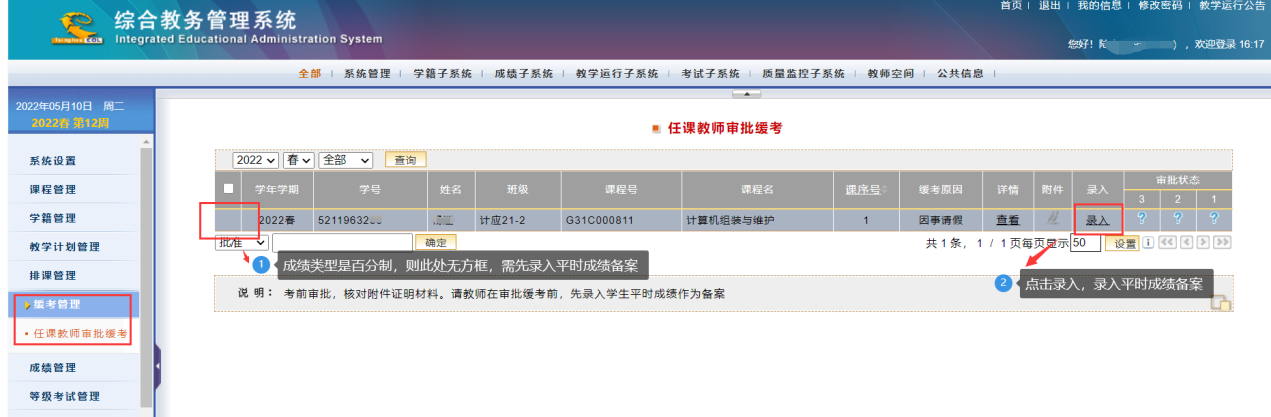 首页 | 退出 | 我的信息 | 修改密码 | 教学运行公告
综合教务管理系统
Integrated Educational Administration System
您好! ), 欢迎登录 16:17
全部 | 系统管理 | 学籍子系统 | 成绩子系统 | 教学运行子系统 | 考试子系统 | 质量监控子系统 | 教师空间 | 公共信息 |
2022年05月10日 周二
2022春 第12周
系统设置
课程管理
学籍管理
教学计划管理
排课管理
缓考管理
任课教师审批缓考
成绩管理
等级考试管理
任课教师审批缓考
2022 春 全部 查询
学年学期 学号 姓名 班级 课程号 课程名 课序号 缓考原因 详情 附件 录入 审批状态
3 2 1
2022春 52119632 计应21-2 G31C000811 计算机组装与维护 1 因事请假 查看 录入 ? ? ?
批准 确定 共1条, 1 / 1 页每页显示 50 设置
1 成绩类型是百分制，则此处无方框，需先录入平时成绩备案
2 点击录入，录入平时成绩备案
说 明： 考前审批，核对附件证明材料。请教师在审批缓考前，先录入学生平时成绩作为备案